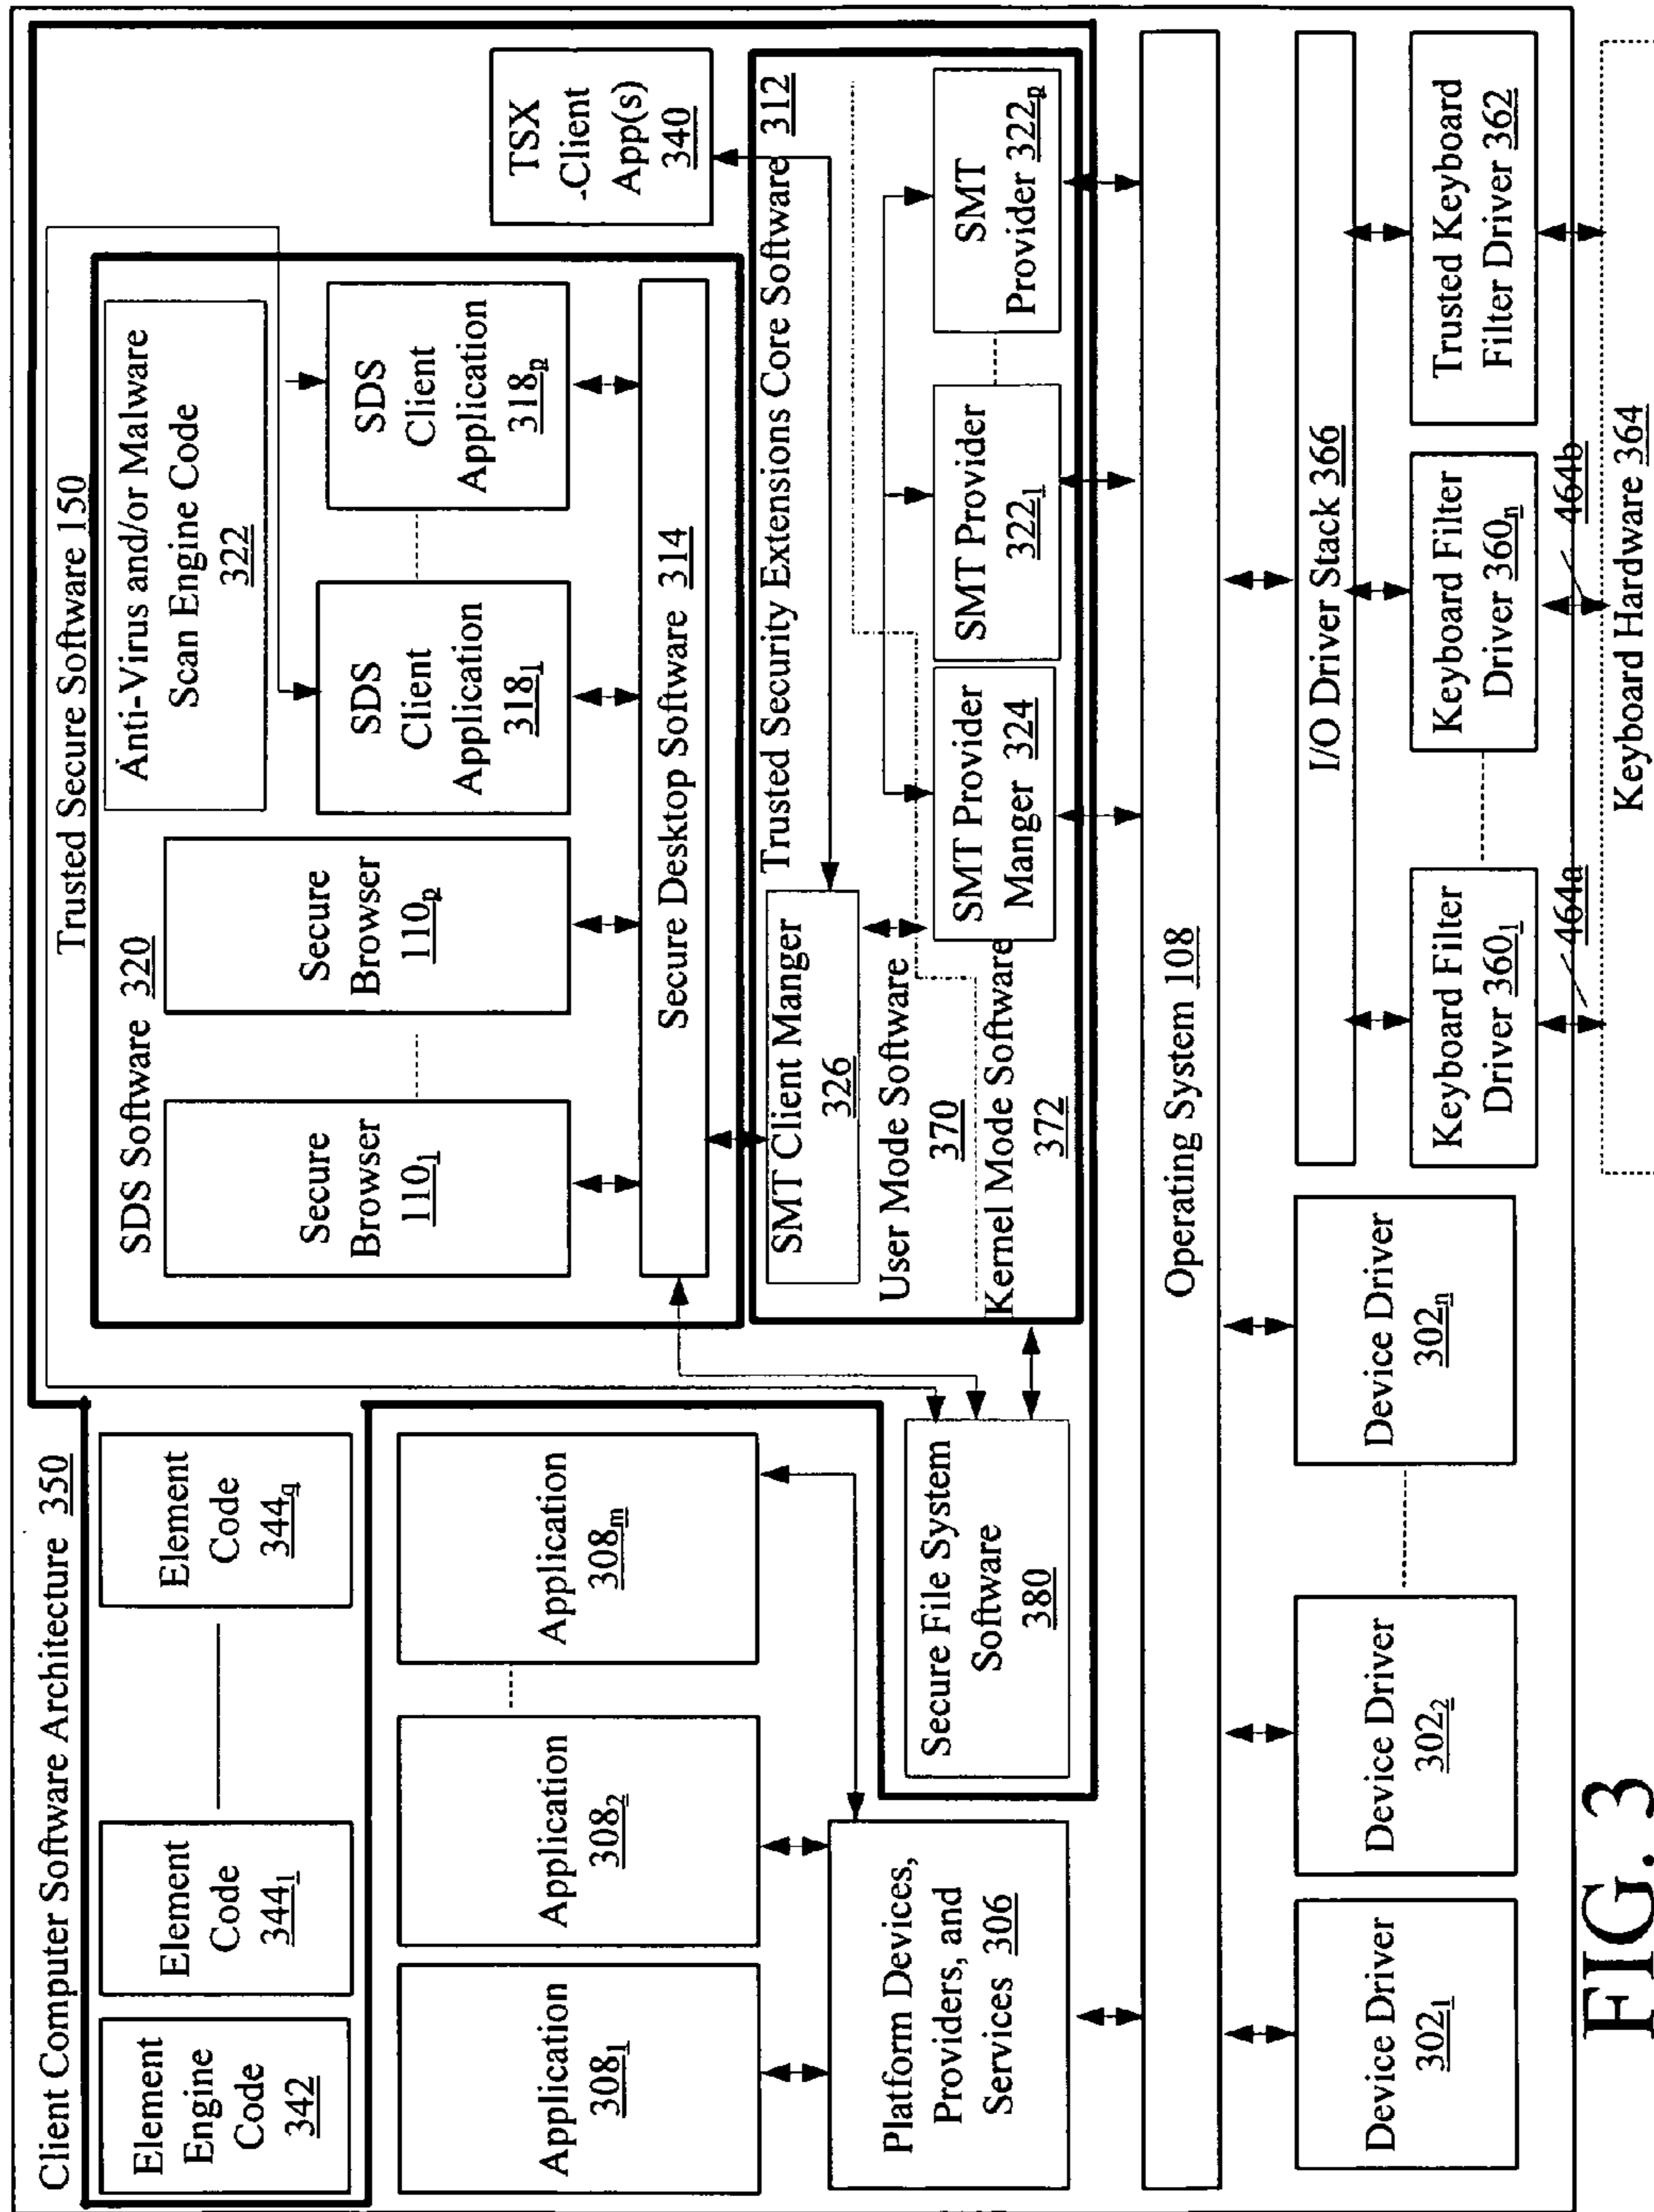 Client Computer Software Architecture 350
Trusted Secure Software 150
Element
Engine
Code
342
Element
Code
344₁
Element
Code
344q
SDS Software 320
Anti-Virus and/or Malware
Scan Engine Code
322
Secure
Browser
110₁
Secure
Browser
110p
SDS
Client
Application
318₁
SDS
Client
Application
318p
Secure Desktop Software 314
TSX
-Client
App(s)
340
Application
308₁
Application
308₂
Application
308m
Trusted Security Extensions Core Software 312
SMT Client Manger
326
User Mode Software
370
Kernel Mode Software
372
SMT Provider
Manger 324
SMT Provider
322₁
SMT
Provider 322p
Platform Devices,
Providers, and
Services 306
Secure File System
Software
380
Operating System 108
Device Driver
302₁
Device Driver
302₂
Device Driver
302n
I/O Driver Stack 366
Keyboard Filter
Driver 360₁
Keyboard Filter
Driver 360n
Trusted Keyboard
Filter Driver 362
464a
464b
Keyboard Hardware 364
FIG. 3